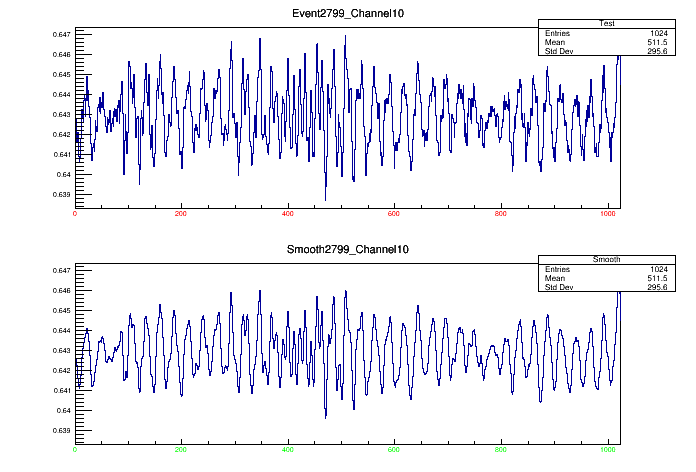 Event2799_Channel10
Test
Entries 1024
Mean 511.5
Std Dev 295.6
0.647
0.646
0.645
0.644
0.643
0.642
0.641
0.64
0.639
0 200 400 600 800 1000
Smooth2799_Channel10
Smooth
Entries 1024
Mean 511.5
Std Dev 295.6
0.647
0.646
0.645
0.644
0.643
0.642
0.641
0.64
0.639
0 200 400 600 800 1000